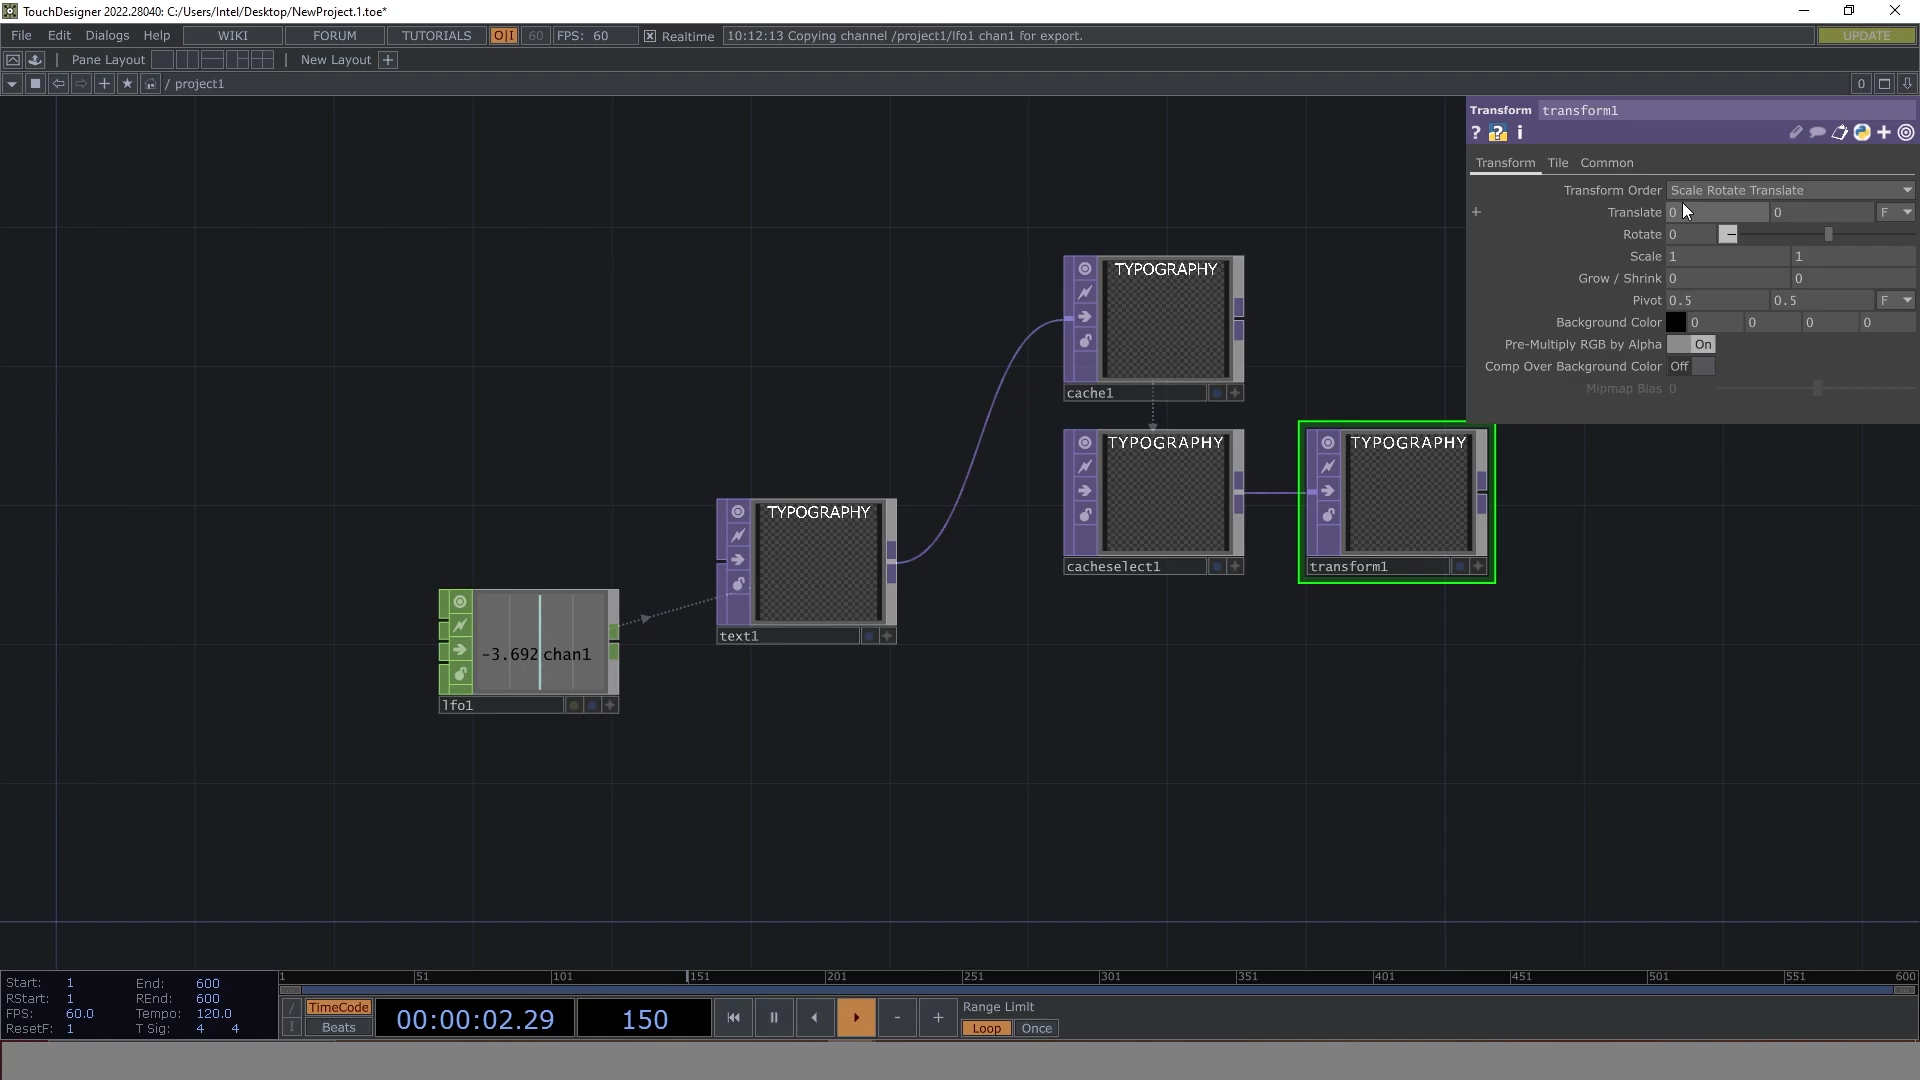 TouchDesigner 2022.28040: C:/Users/Intel/Desktop/NewProject.1.toe*
File Edit Dialogs Help WIKI FORUM TUTORIALS O|I 60 FPS: 60 Realtime 10:12:13 Copying channel /project1/lfo1 chan1 for export. UPDATE
Pane Layout New Layout +
/ project1 0
Transform transform1
? ? i
Transform Tile Common
Transform Order Scale Rotate Translate
+ Translate 0 0 F
Rotate 0
Scale 1 1
Grow / Shrink 0 0
Pivot 0.5 0.5 F
Background Color 0 0 0 0
Pre-Multiply RGB by Alpha On
Comp Over Background Color Off
Mipmap Bias 0
TYPOGRAPHY
cache1
TYPOGRAPHY
cacheselect1
TYPOGRAPHY
transform1
TYPOGRAPHY
text1
-3.692 chan1
lfo1
1 51 101 151 201 251 301 351 401 451 501 551 600
Start: 1 End: 600
RStart: 1 REnd: 600
FPS: 60.0 Tempo: 120.0
ResetF: 1 T Sig: 4 4
/ TimeCode
I Beats
00:00:02.29 150 - +
Range Limit
Loop Once